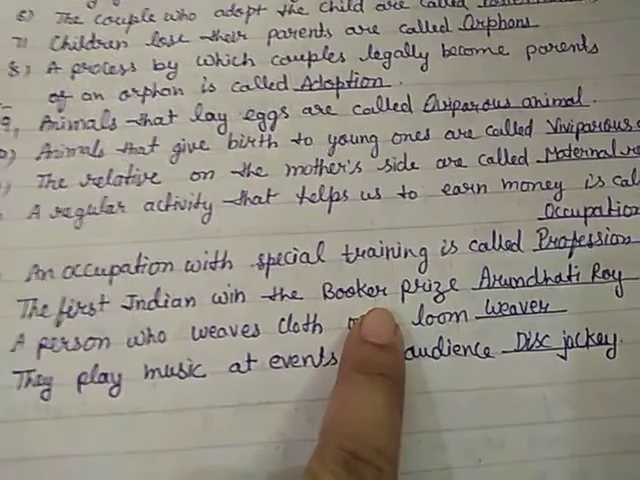 6) The couple who adopt the child are called
7) Children lose their parents are called Orphans
8) A process by which couples legally become parents
of an orphan is called Adoption.
9, Animals that lay eggs are called Oviparous animal.
Animals that give birth to young ones are called Viviparous
The relative on the mother's side are called Maternal
A regular activity that telps us to earn money is cal
Occupation
An occupation with special training is called Profession
The first Indian win the Booker prize Arundhati Roy
A person who weaves cloth loom weaver
They play music at events audience Disc jockey.